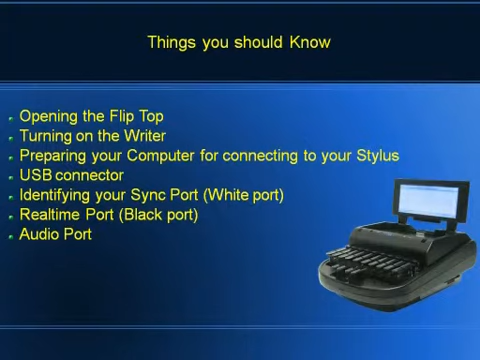 Things you should Know
Opening the Flip Top
Turning on the Writer
Preparing your Computer for connecting to your Stylus
USB connector
Identifying your Sync Port (White port)
Realtime Port (Black port)
Audio Port